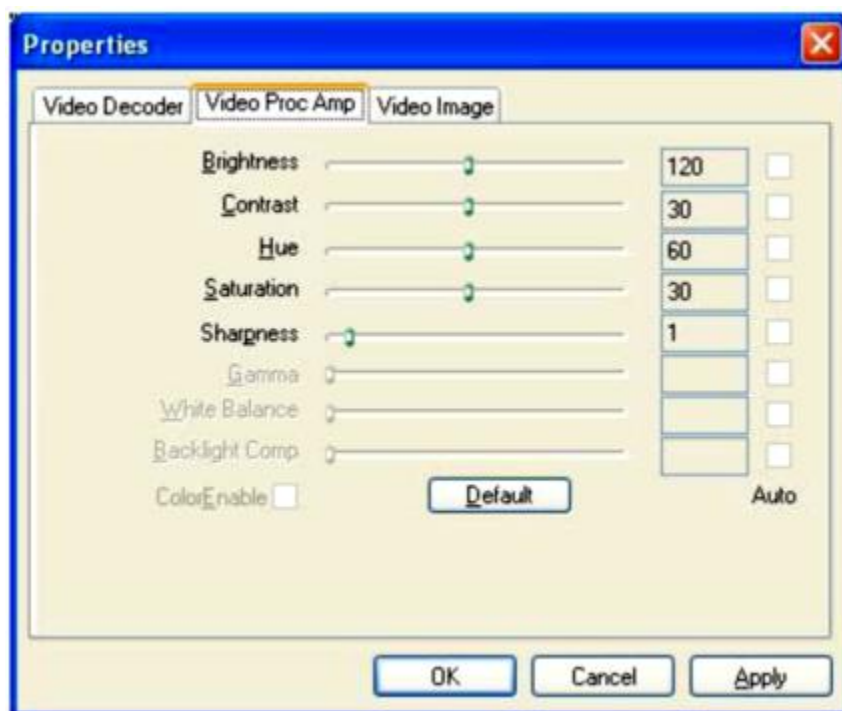 Properties
Video Decoder Video Proc Amp Video Image
Brightness 120
Contrast 30
Hue 60
Saturation 30
Sharpness 1
Gamma
White Balance
Backlight Comp
ColorEnable Default Auto
OK Cancel Apply